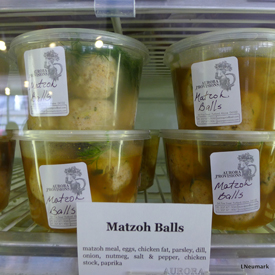 AURORA
PROVISIONS
Matzoh
Balls
AURORA
PROVISIONS
Matzoh
Balls
AURORA
PROVISIONS
Matzoh
Balls
AURORA
PROVISIONS
Matzoh
Balls
Matzoh Balls
matzoh meal, eggs, chicken fat, parsley, dill,
onion, nutmeg, salt & pepper, chicken
stock, paprika
AURORA
LNeumark